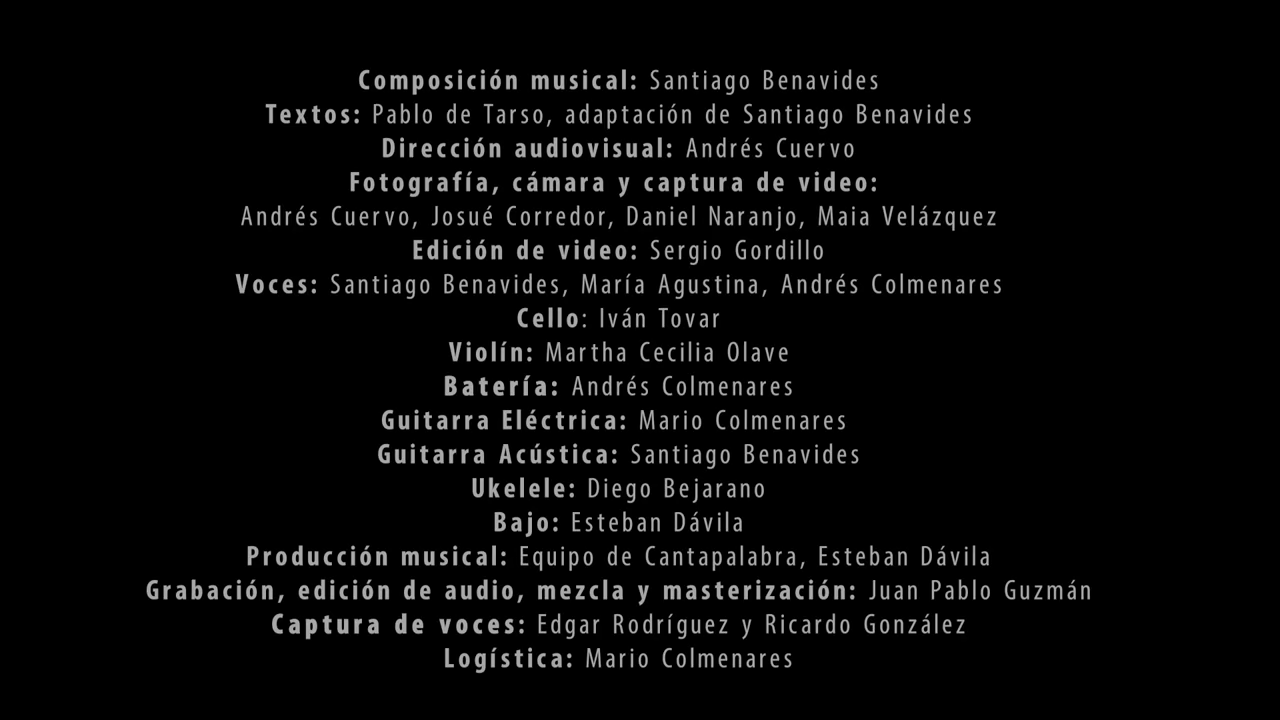 Composición musical: Santiago Benavides
Textos: Pablo de Tarso, adaptación de Santiago Benavides
Dirección audiovisual: Andrés Cuervo
Fotografía, cámara y captura de video:
Andrés Cuervo, Josué Corredor, Daniel Naranjo, Maia Velázquez
Edición de video: Sergio Gordillo
Voces: Santiago Benavides, María Agustina, Andrés Colmenares
Cello: Iván Tovar
Violín: Martha Cecilia Olave
Batería: Andrés Colmenares
Guitarra Eléctrica: Mario Colmenares
Guitarra Acústica: Santiago Benavides
Ukelele: Diego Bejarano
Bajo: Esteban Dávila
Producción musical: Equipo de Cantapalabra, Esteban Dávila
Grabación, edición de audio, mezcla y masterización: Juan Pablo Guzmán
Captura de voces: Edgar Rodríguez y Ricardo González
Logística: Mario Colmenares